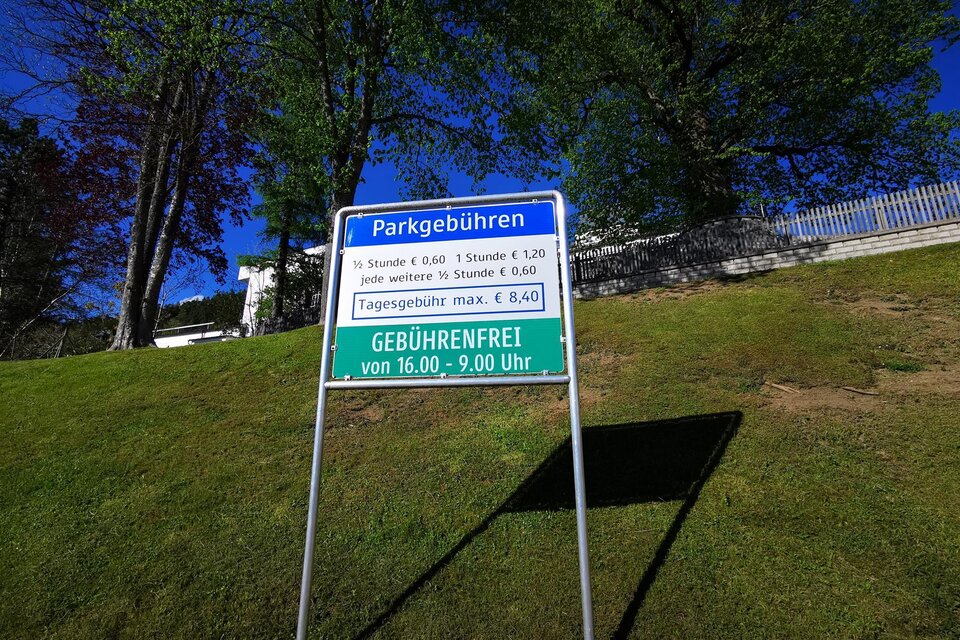 Parkgebühren
½ Stunde € 0,60 1 Stunde € 1,20
jede weitere ½ Stunde € 0,60
Tagesgebühr max. € 8,40
GEBÜHRENFREI
von 16.00 - 9.00 Uhr